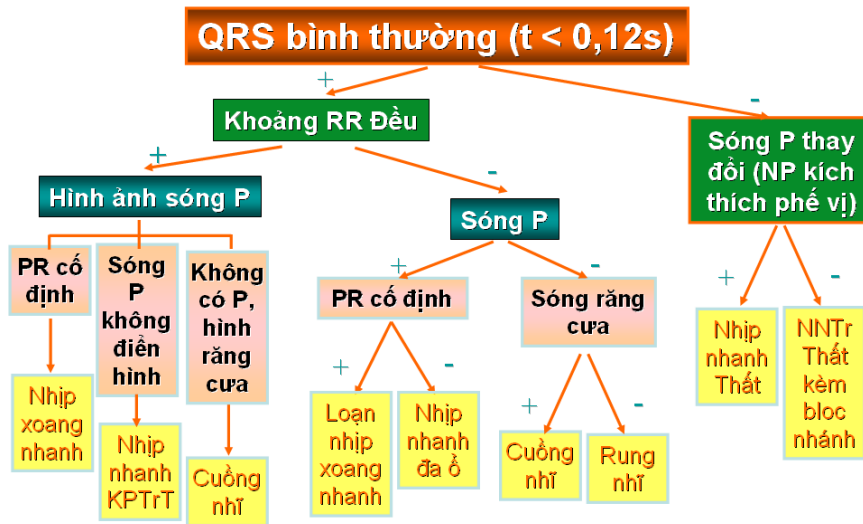 QRS bình thường (t < 0,12s)
+
-
Khoảng RR Đều
Sóng P thay
đổi (NP kích
thích phế vị)
+
-
Hình ảnh sóng P
Sóng P
PR cố
định
Sóng
P
không
điển
hình
Không
có P,
hình
răng
cưa
+
-
PR cố định
Sóng răng
cưa
+
-
Nhịp
nhanh
Thất
NNTr
Thất
kèm
bloc
nhánh
Nhịp
xoang
nhanh
Nhịp
nhanh
KPTrT
Cuồng
nhĩ
+
-
Loạn
nhịp
xoang
nhanh
Nhịp
nhanh
đa ổ
+
-
Cuồng
nhĩ
Rung
nhĩ